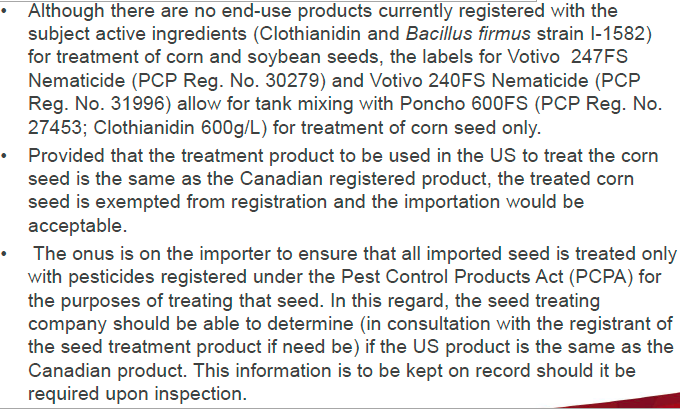 • Although there are no end-use products currently registered with the
subject active ingredients (Clothianidin and Bacillus firmus strain I-1582)
for treatment of corn and soybean seeds, the labels for Votivo  247FS
Nematicide (PCP Reg. No. 30279) and Votivo 240FS Nematicide (PCP
Reg. No. 31996) allow for tank mixing with Poncho 600FS (PCP Reg. No.
27453; Clothianidin 600g/L) for treatment of corn seed only.
• Provided that the treatment product to be used in the US to treat the corn
seed is the same as the Canadian registered product, the treated corn
seed is exempted from registration and the importation would be
acceptable.
• The onus is on the importer to ensure that all imported seed is treated only
with pesticides registered under the Pest Control Products Act (PCPA) for
the purposes of treating that seed. In this regard, the seed treating
company should be able to determine (in consultation with the registrant of
the seed treatment product if need be) if the US product is the same as the
Canadian product. This information is to be kept on record should it be
required upon inspection.